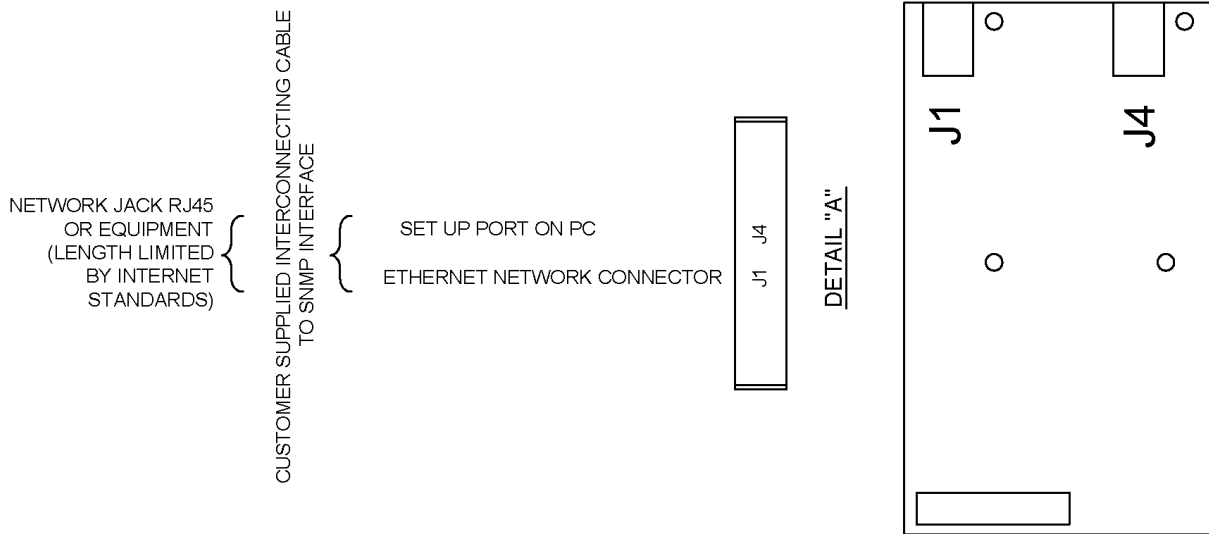 NETWORK JACK RJ45
OR EQUIPMENT
(LENGTH LIMITED
BY INTERNET
STANDARDS)
CUSTOMER SUPPLIED INTERCONNECTING CABLE
TO SNMP INTERFACE
SET UP PORT ON PC
ETHERNET NETWORK CONNECTOR
J1 J4
DETAIL "A"
J1
J4